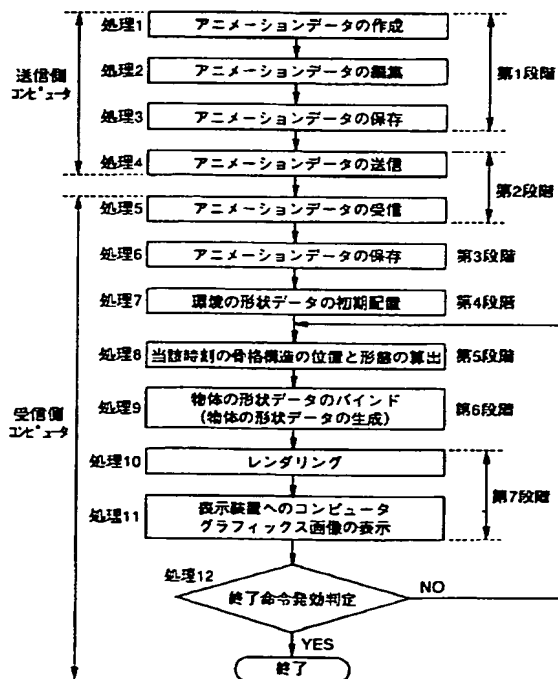 処理1
アニメーションデータの作成
送信側
コンピュータ
処理2
アニメーションデータの編集
第1段階
処理3
アニメーションデータの保存
処理4
アニメーションデータの送信
第2段階
処理5
アニメーションデータの受信
処理6
アニメーションデータの保存
第3段階
処理7
環境の形状データの初期配置
第4段階
処理8
当該時刻の骨格構造の位置と形態の算出
第5段階
受信側
コンピュータ
処理9
物体の形状データのバインド
(物体の形状データの生成)
第6段階
処理10
レンダリング
第7段階
処理11
表示装置へのコンピュータ
グラフィックス画像の表示
処理12
終了命令発効判定
NO
YES
終了